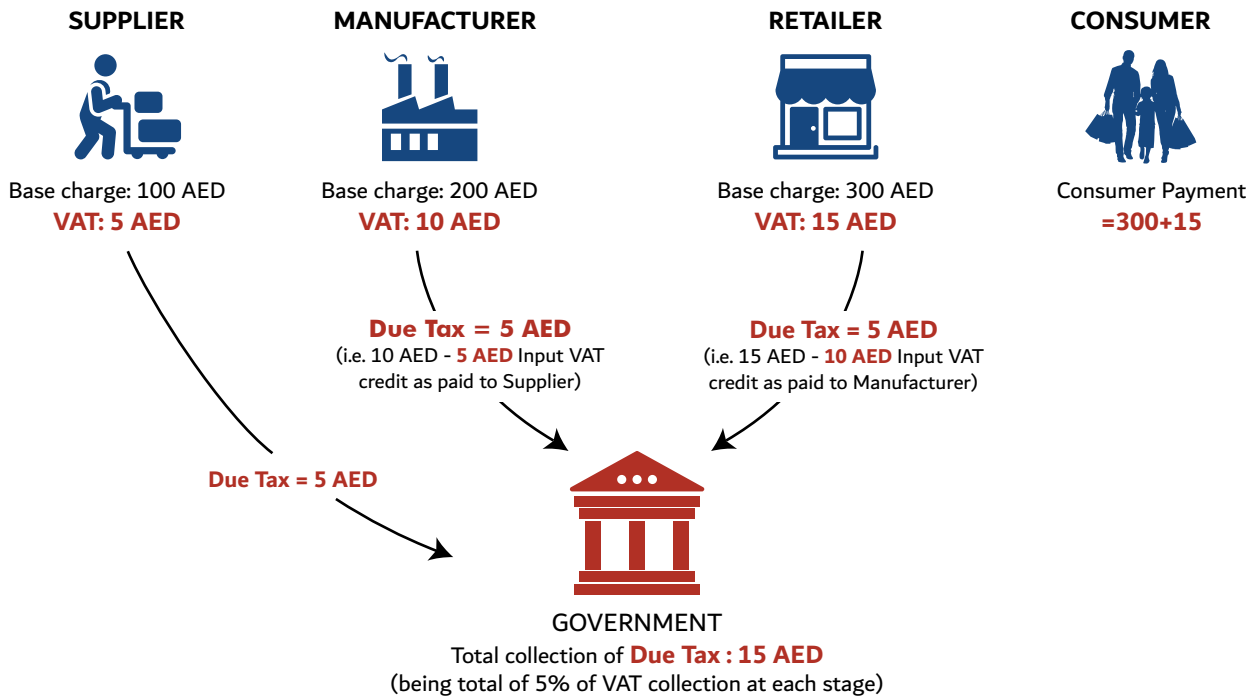 SUPPLIER
Base charge: 100 AED
VAT: 5 AED
MANUFACTURER
Base charge: 200 AED
VAT: 10 AED
RETAILER
Base charge: 300 AED
VAT: 15 AED
CONSUMER
Consumer Payment
=300+15
Due Tax = 5 AED
Due Tax = 5 AED
(i.e. 10 AED - 5 AED Input VAT
credit as paid to Supplier)
Due Tax = 5 AED
(i.e. 15 AED - 10 AED Input VAT
credit as paid to Manufacturer)
GOVERNMENT
Total collection of Due Tax : 15 AED
(being total of 5% of VAT collection at each stage)